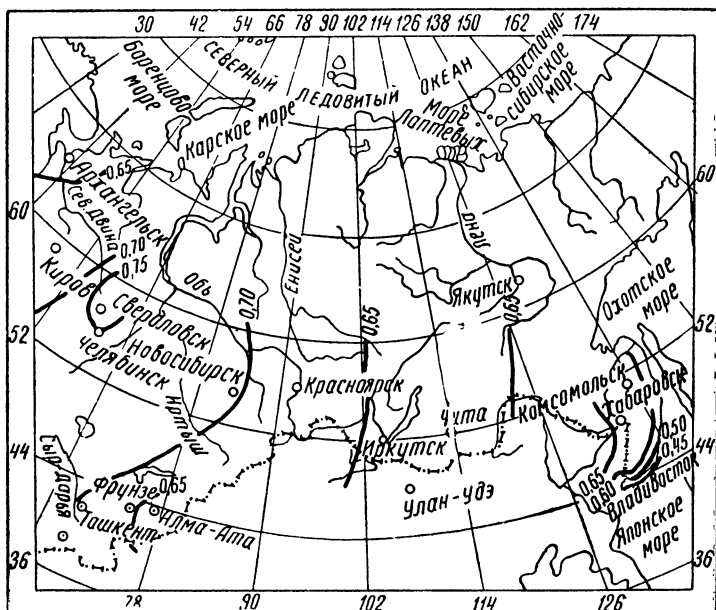 30 42 54 66 78 90 102 114 126 138 150 162 174
Баренцово
море
СЕВЕРНЫЙ
ЛЕДОВИТЫЙ
ОКЕАН
Карское море
море
Лаптевых
Восточно-
сибирское
море
0,65
Архангельск
Сев.Двина
60
60
0,70
0,75
Киров
Свердловск
Челябинск
Обь
Енисей
Лена
Якутск
Охотское
море
52
52
0,70
0,65
0,65
Новосибирск
Красноярск
Иртыш
Иркутск
Чита
Улан-Удэ
Комсомольск
Хабаровск
0,50
0,45
0,65
0,60
Владивосток
Японское
море
44
44
Сыр Дарья
Фрунзе
0,65
Ташкент
Алма-Ата
36
36
78 90 102 114 126